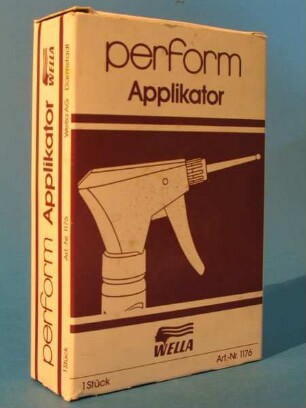 perform
Applikator
WELLA
Art.-Nr. 1176
1 Stück
perform Applikator WELLA
1 Stück Art.-Nr. 1176 Wella AG Darmstadt